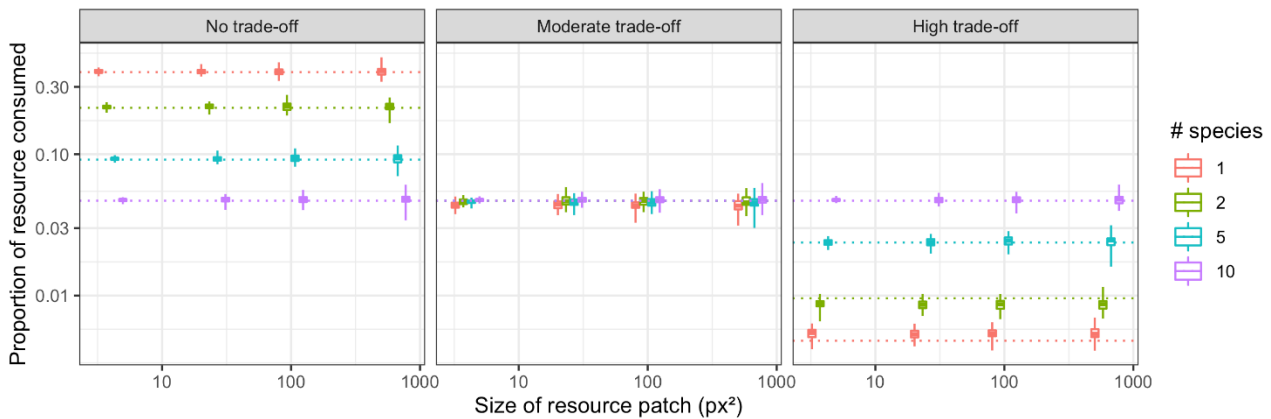 No trade-off
Moderate trade-off
High trade-off
Proportion of resource consumed
0.30
0.10
0.03
0.01
10
100
1000
10
100
1000
10
100
1000
Size of resource patch (px²)
# species
1
2
5
10